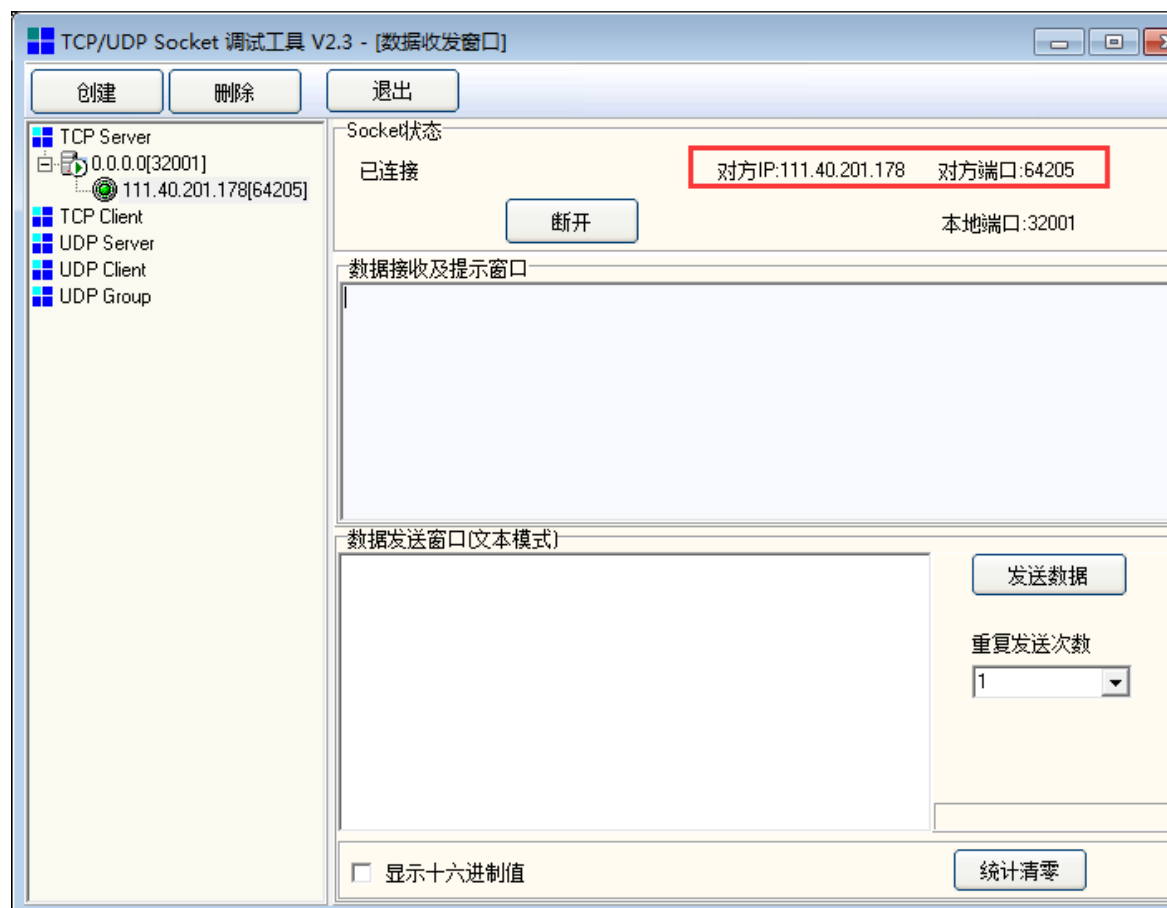 TCP/UDP Socket 调试工具 V2.3 - [数据收发窗口]
创建 删除 退出
TCP Server
0.0.0.0[32001]
111.40.201.178[64205]
TCP Client
UDP Server
UDP Client
UDP Group
Socket状态
已连接 对方IP:111.40.201.178 对方端口:64205
断开 本地端口:32001
数据接收及提示窗口
数据发送窗口(文本模式)
发送数据
重复发送次数
1
显示十六进制值 统计清零